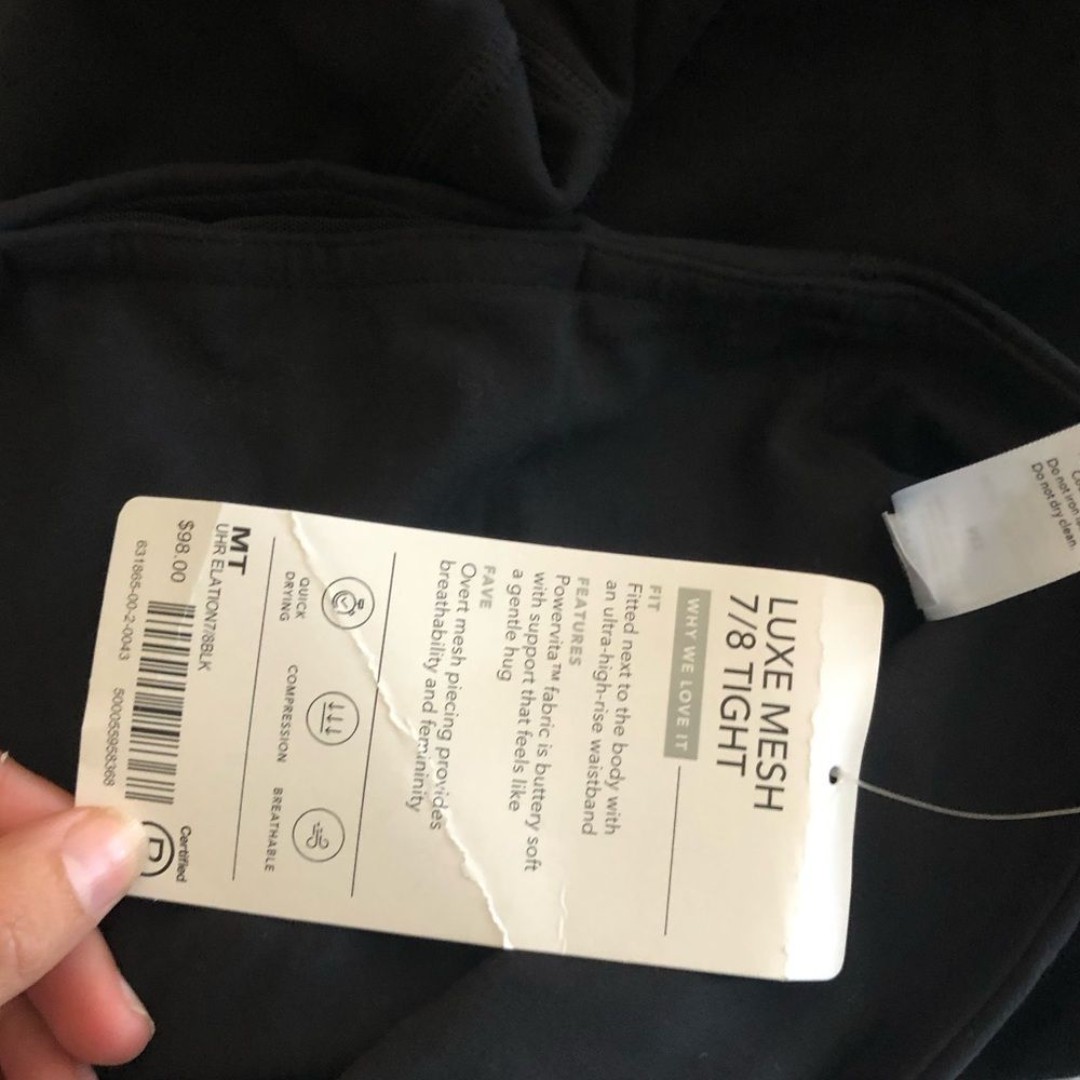 LUXE MESH
7/8 TIGHT
WHY WE LOVE IT
FIT
Fitted next to the body with
an ultra-high-rise waistband
FEATURES
Powervita™ fabric is buttery soft
with support that feels like
a gentle hug
FAVE
Overt mesh piecing provides
breathability and femininity
QUICK
DRYING
COMPRESSION
BREATHABLE
MT
UHR ELATION7/8BLK
$98.00
631865-00-2-0043
500055958368
Certified
Do not iron
Do not dry clean.